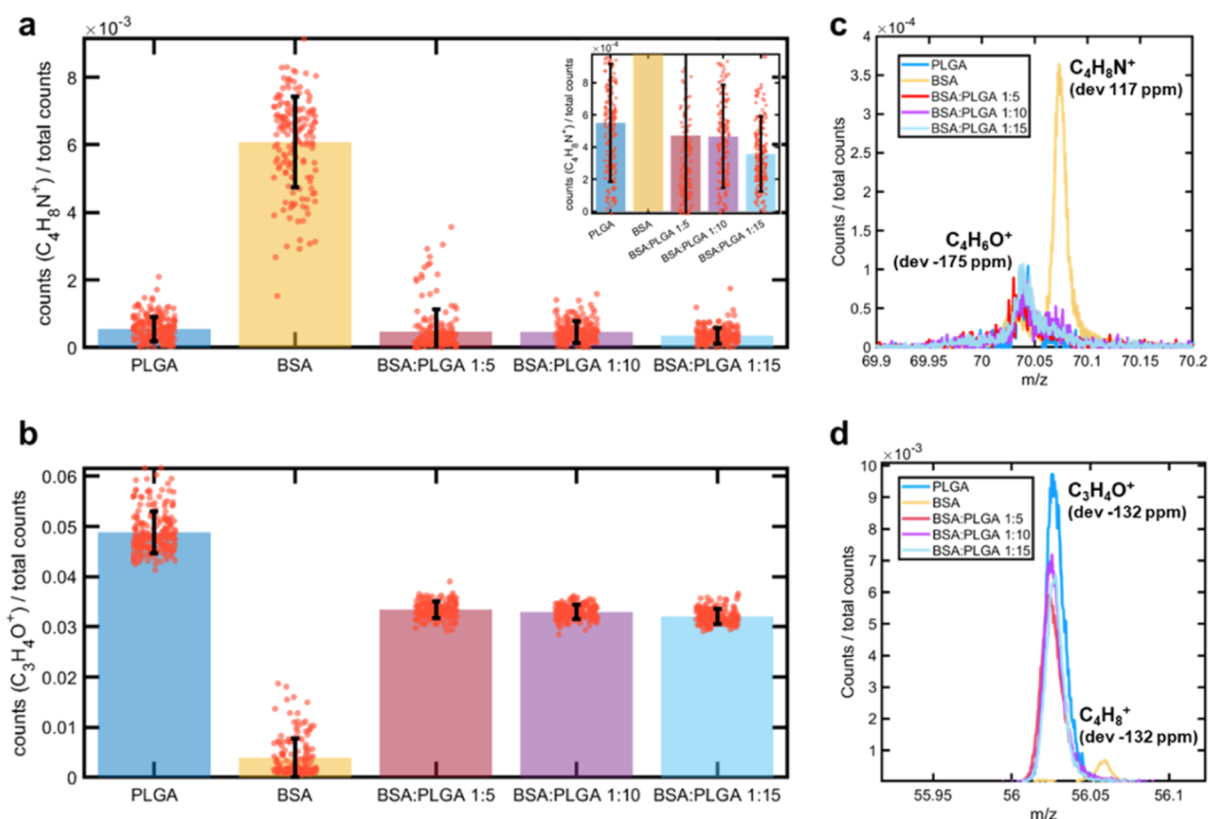 a
×10⁻³
counts (C₄H₈N⁺) / total counts
8
6
4
2
0
PLGA
BSA
BSA:PLGA 1:5
BSA:PLGA 1:10
BSA:PLGA 1:15
×10⁻⁴
counts (C₄H₈N⁺) / total counts
8
6
4
2
0
PLGA
BSA
BSA:PLGA 1:5
BSA:PLGA 1:10
BSA:PLGA 1:15
c
×10⁻⁴
Counts / total counts
4
3.5
3
2.5
2
1.5
1
0.5
0
PLGA
BSA
BSA:PLGA 1:5
BSA:PLGA 1:10
BSA:PLGA 1:15
C₄H₈N⁺
(dev 117 ppm)
C₄H₆O⁺
(dev -175 ppm)
69.9
69.95
70
70.05
70.1
70.15
70.2
m/z
b
counts (C₃H₄O⁺) / total counts
0.06
0.05
0.04
0.03
0.02
0.01
0
PLGA
BSA
BSA:PLGA 1:5
BSA:PLGA 1:10
BSA:PLGA 1:15
d
×10⁻³
Counts / total counts
10
9
8
7
6
5
4
3
2
1
PLGA
BSA
BSA:PLGA 1:5
BSA:PLGA 1:10
BSA:PLGA 1:15
C₃H₄O⁺
(dev -132 ppm)
C₄H₈⁺
(dev -132 ppm)
55.95
56
56.05
56.1
m/z